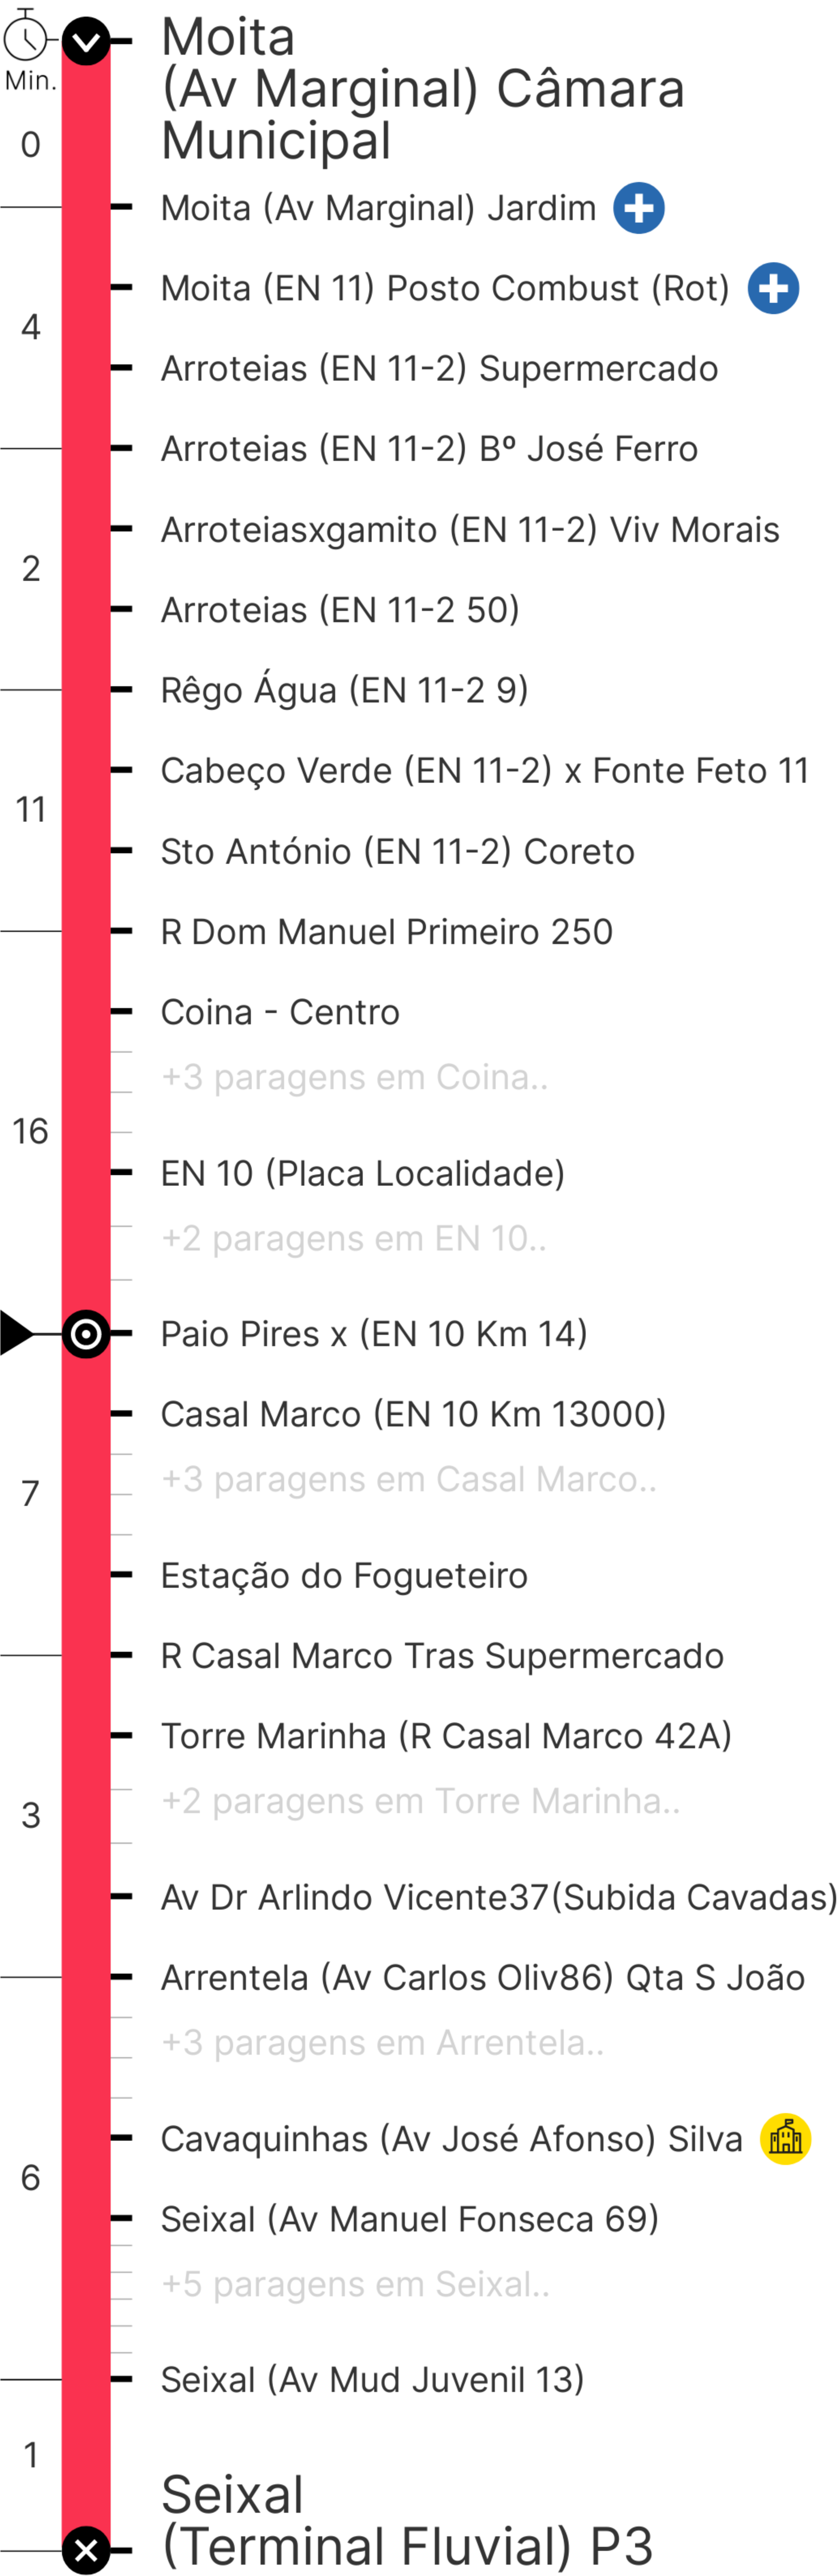 Moita
(Av Marginal) Câmara
Municipal
Min.
0
Moita (Av Marginal) Jardim
Moita (EN 11) Posto Combust (Rot)
4
Arroteias (EN 11-2) Supermercado
Arroteias (EN 11-2) Bº José Ferro
Arroteiasxgamito (EN 11-2) Viv Morais
2
Arroteias (EN 11-2 50)
Rêgo Água (EN 11-2 9)
Cabeço Verde (EN 11-2) x Fonte Feto 11
11
Sto António (EN 11-2) Coreto
R Dom Manuel Primeiro 250
Coina - Centro
+3 paragens em Coina..
16
EN 10 (Placa Localidade)
+2 paragens em EN 10..
Paio Pires x (EN 10 Km 14)
Casal Marco (EN 10 Km 13000)
+3 paragens em Casal Marco..
7
Estação do Fogueteiro
R Casal Marco Tras Supermercado
Torre Marinha (R Casal Marco 42A)
+2 paragens em Torre Marinha..
3
Av Dr Arlindo Vicente37(Subida Cavadas)
Arrentela (Av Carlos Oliv86) Qta S João
+3 paragens em Arrentela..
Cavaquinhas (Av José Afonso) Silva
6
Seixal (Av Manuel Fonseca 69)
+5 paragens em Seixal..
Seixal (Av Mud Juvenil 13)
1
Seixal
(Terminal Fluvial) P3